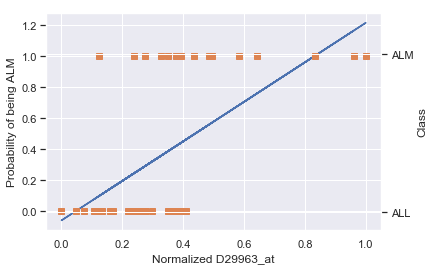 Probability of being ALM
1.2
1.0
0.8
0.6
0.4
0.2
0.0
0.0 0.2 0.4 0.6 0.8 1.0
Normalized D29963_at
ALM
ALL
Class